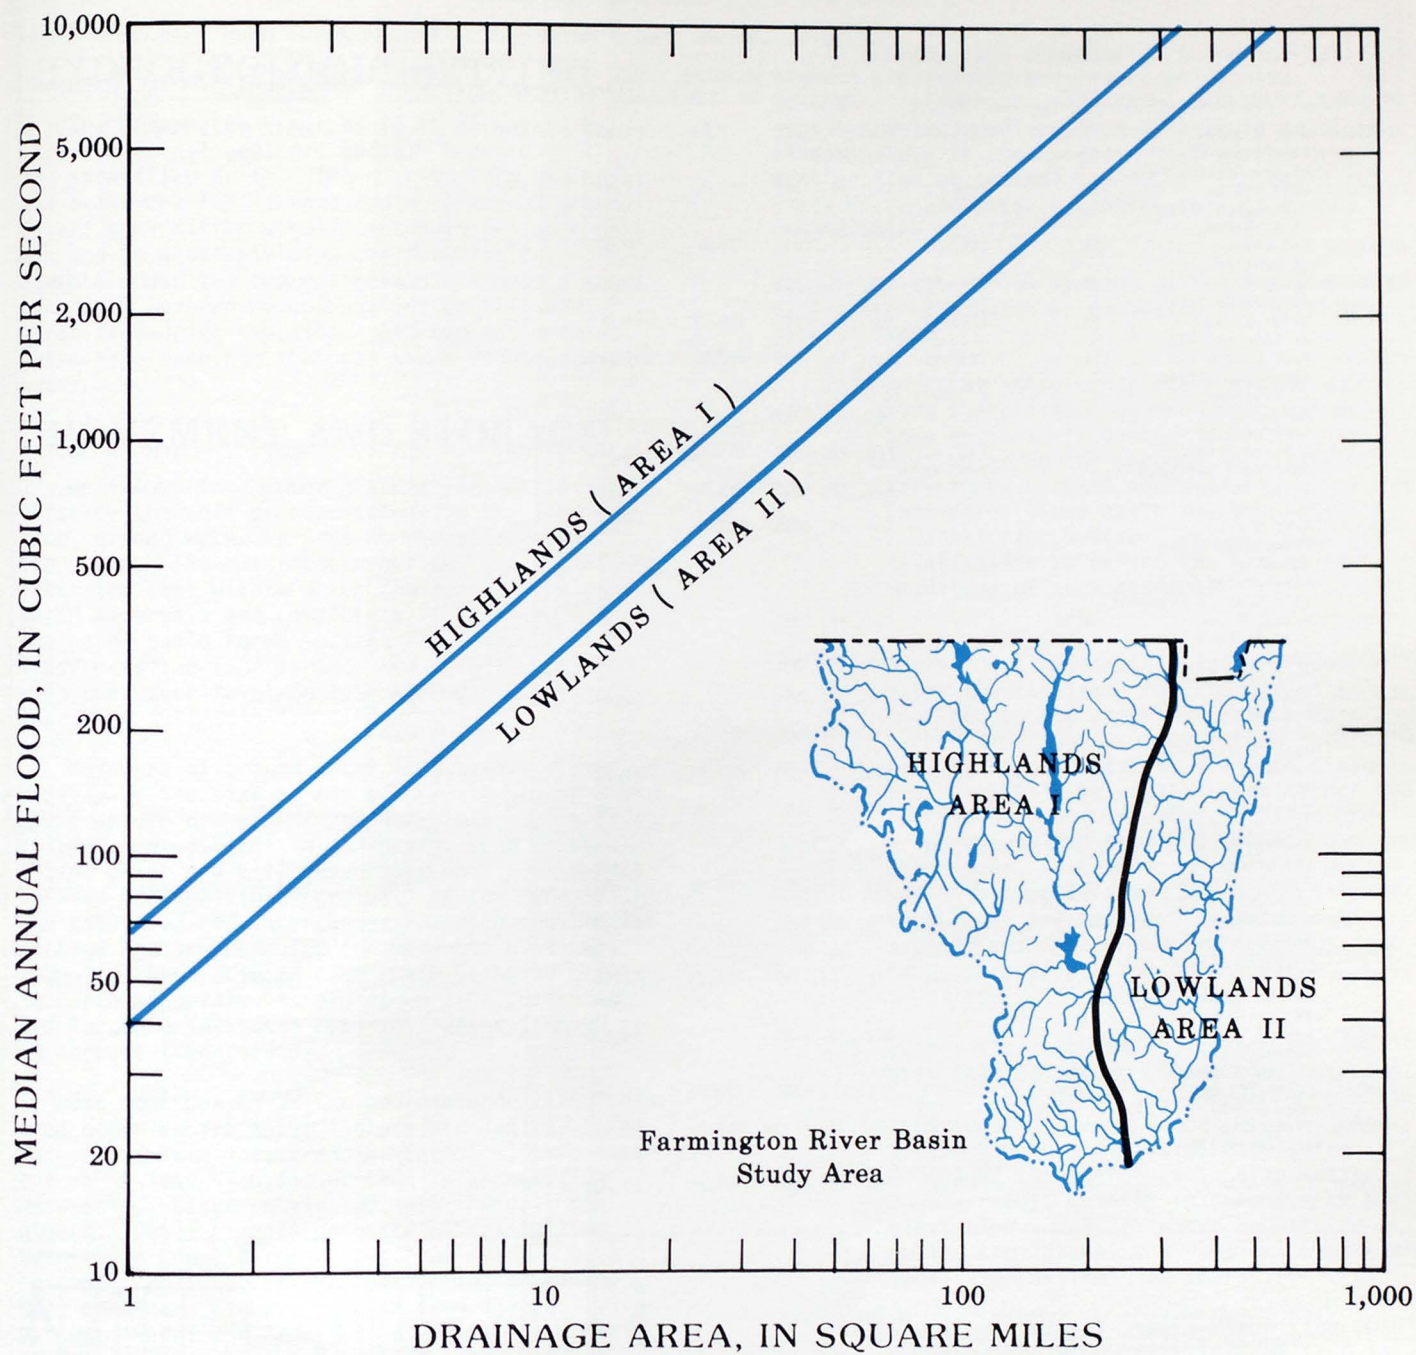 MEDIAN ANNUAL FLOOD, IN CUBIC FEET PER SECOND
10,000
5,000
2,000
1,000
500
200
100
50
20
10
HIGHLANDS ( AREA I )
LOWLANDS ( AREA II )
HIGHLANDS
AREA I
LOWLANDS
AREA II
Farmington River Basin
Study Area
1
10
100
1,000
DRAINAGE AREA, IN SQUARE MILES